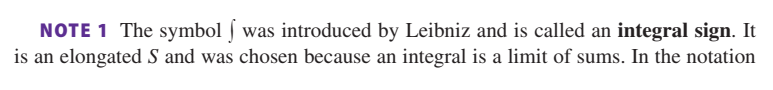 NOTE 1 The symbol ∫ was introduced by Leibniz and is called an integral sign. It
is an elongated S and was chosen because an integral is a limit of sums. In the notation